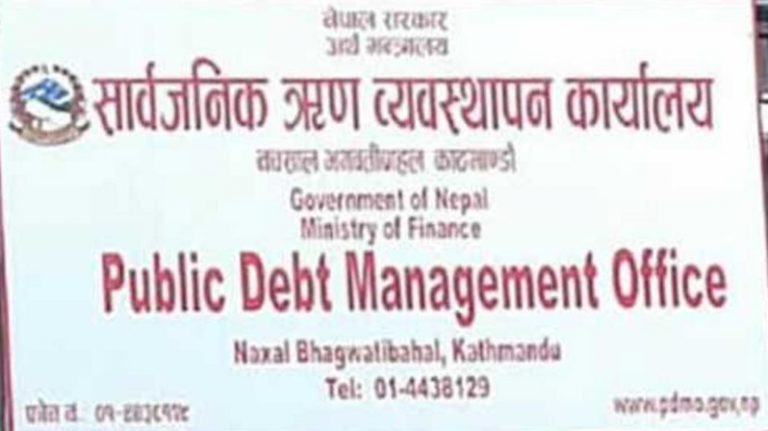 नेपाल सरकार
अर्थ मन्त्रालय
सार्वजनिक ऋण व्यवस्थापन कार्यालय
नक्साल भगवतीबहाल काठमाण्डौ
Government of Nepal
Ministry of Finance
Public Debt Management Office
Naxal Bhagwatibahal, Kathmandu
Tel: 01-4438129
फोन नं. ०१-
www.pdmo.gov.np